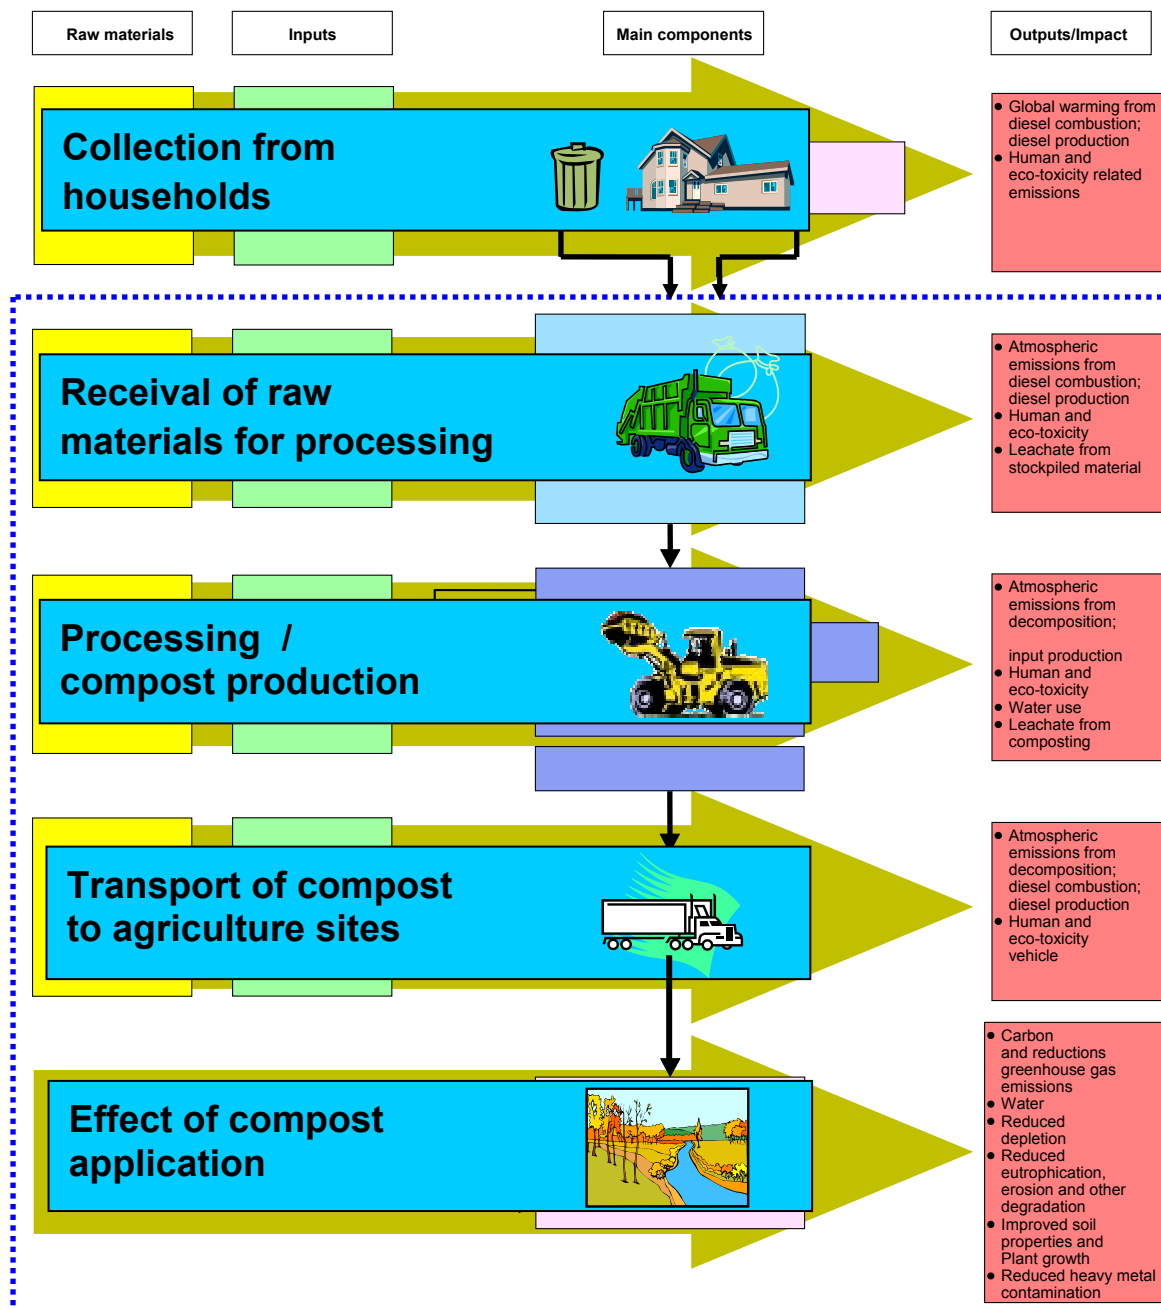 Raw materials
Inputs
Main components
Outputs/Impact
Collection from
households
● Global warming from
diesel combustion;
diesel production
● Human and
eco-toxicity related
emissions
Receival of raw
materials for processing
● Atmospheric
emissions from
diesel combustion;
diesel production
● Human and
eco-toxicity
● Leachate from
stockpiled material
Processing /
compost production
● Atmospheric
emissions from
decomposition;
input production
● Human and
eco-toxicity
● Water use
● Leachate from
composting
Transport of compost
to agriculture sites
● Atmospheric
emissions from
decomposition;
diesel combustion;
diesel production
● Human and
eco-toxicity
vehicle
Effect of compost
application
● Carbon
and reductions
greenhouse gas
emissions
● Water
● Reduced
depletion
● Reduced
eutrophication,
erosion and other
degradation
● Improved soil
properties and
Plant growth
● Reduced heavy metal
contamination